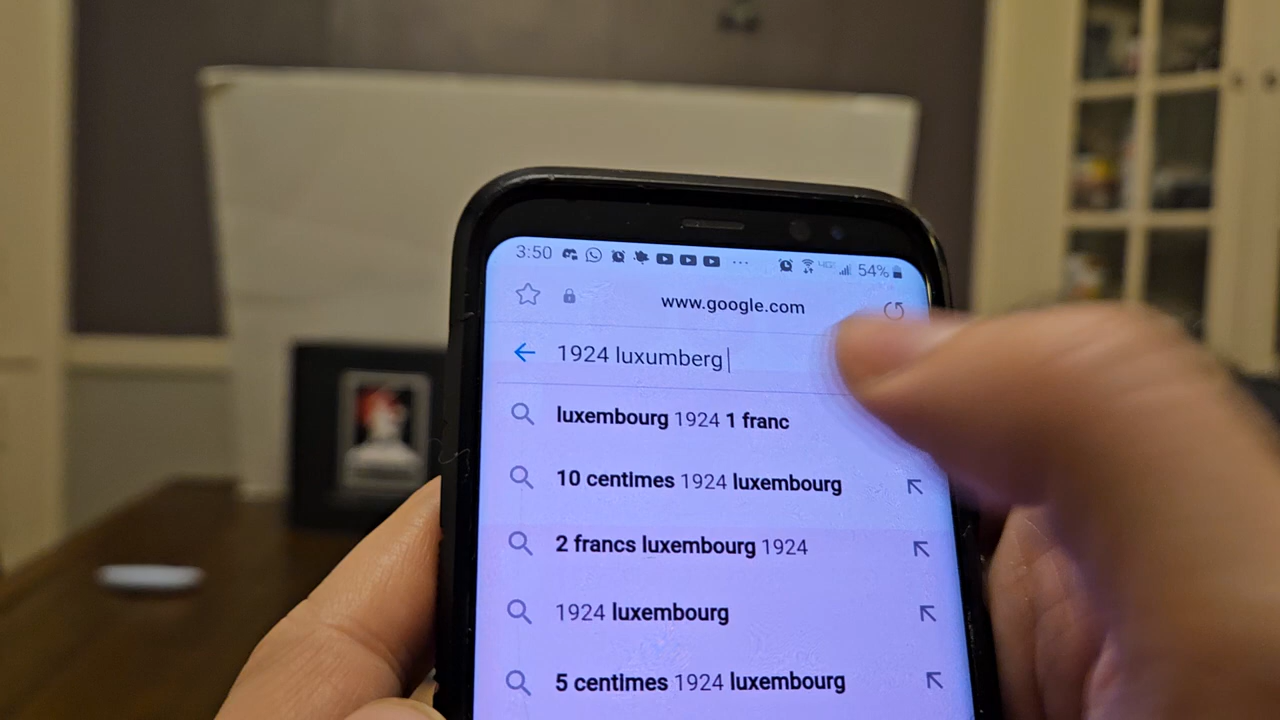 3:50
54%
www.google.com
1924 luxumberg
luxembourg 1924 1 franc
10 centimes 1924 luxembourg
2 francs luxembourg 1924
1924 luxembourg
5 centimes 1924 luxembourg